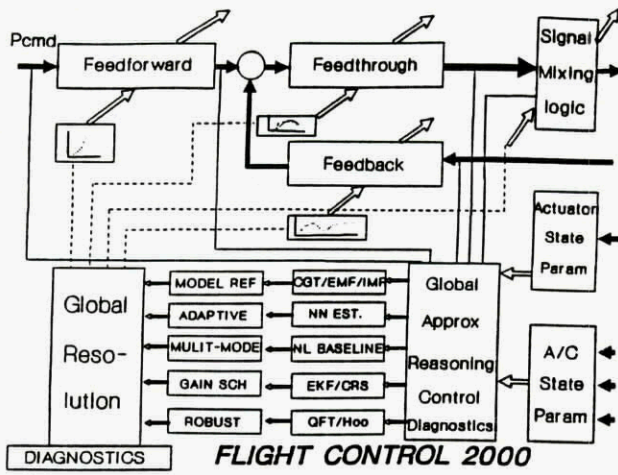 Pcmd
Feedforward
Feedthrough
Signal
Mixing
logic
Feedback
Actuator
State
Param
Global
Reso-
lution
MODEL REF
CGT/EMF/IMF
ADAPTIVE
NN EST.
MULIT-MODE
NL BASELINE
GAIN SCH
EKF/CRS
ROBUST
QFT/Hoo
Global
Approx
Reasoning
Control
Diagnostics
A/C
State
Param
DIAGNOSTICS
FLIGHT CONTROL 2000